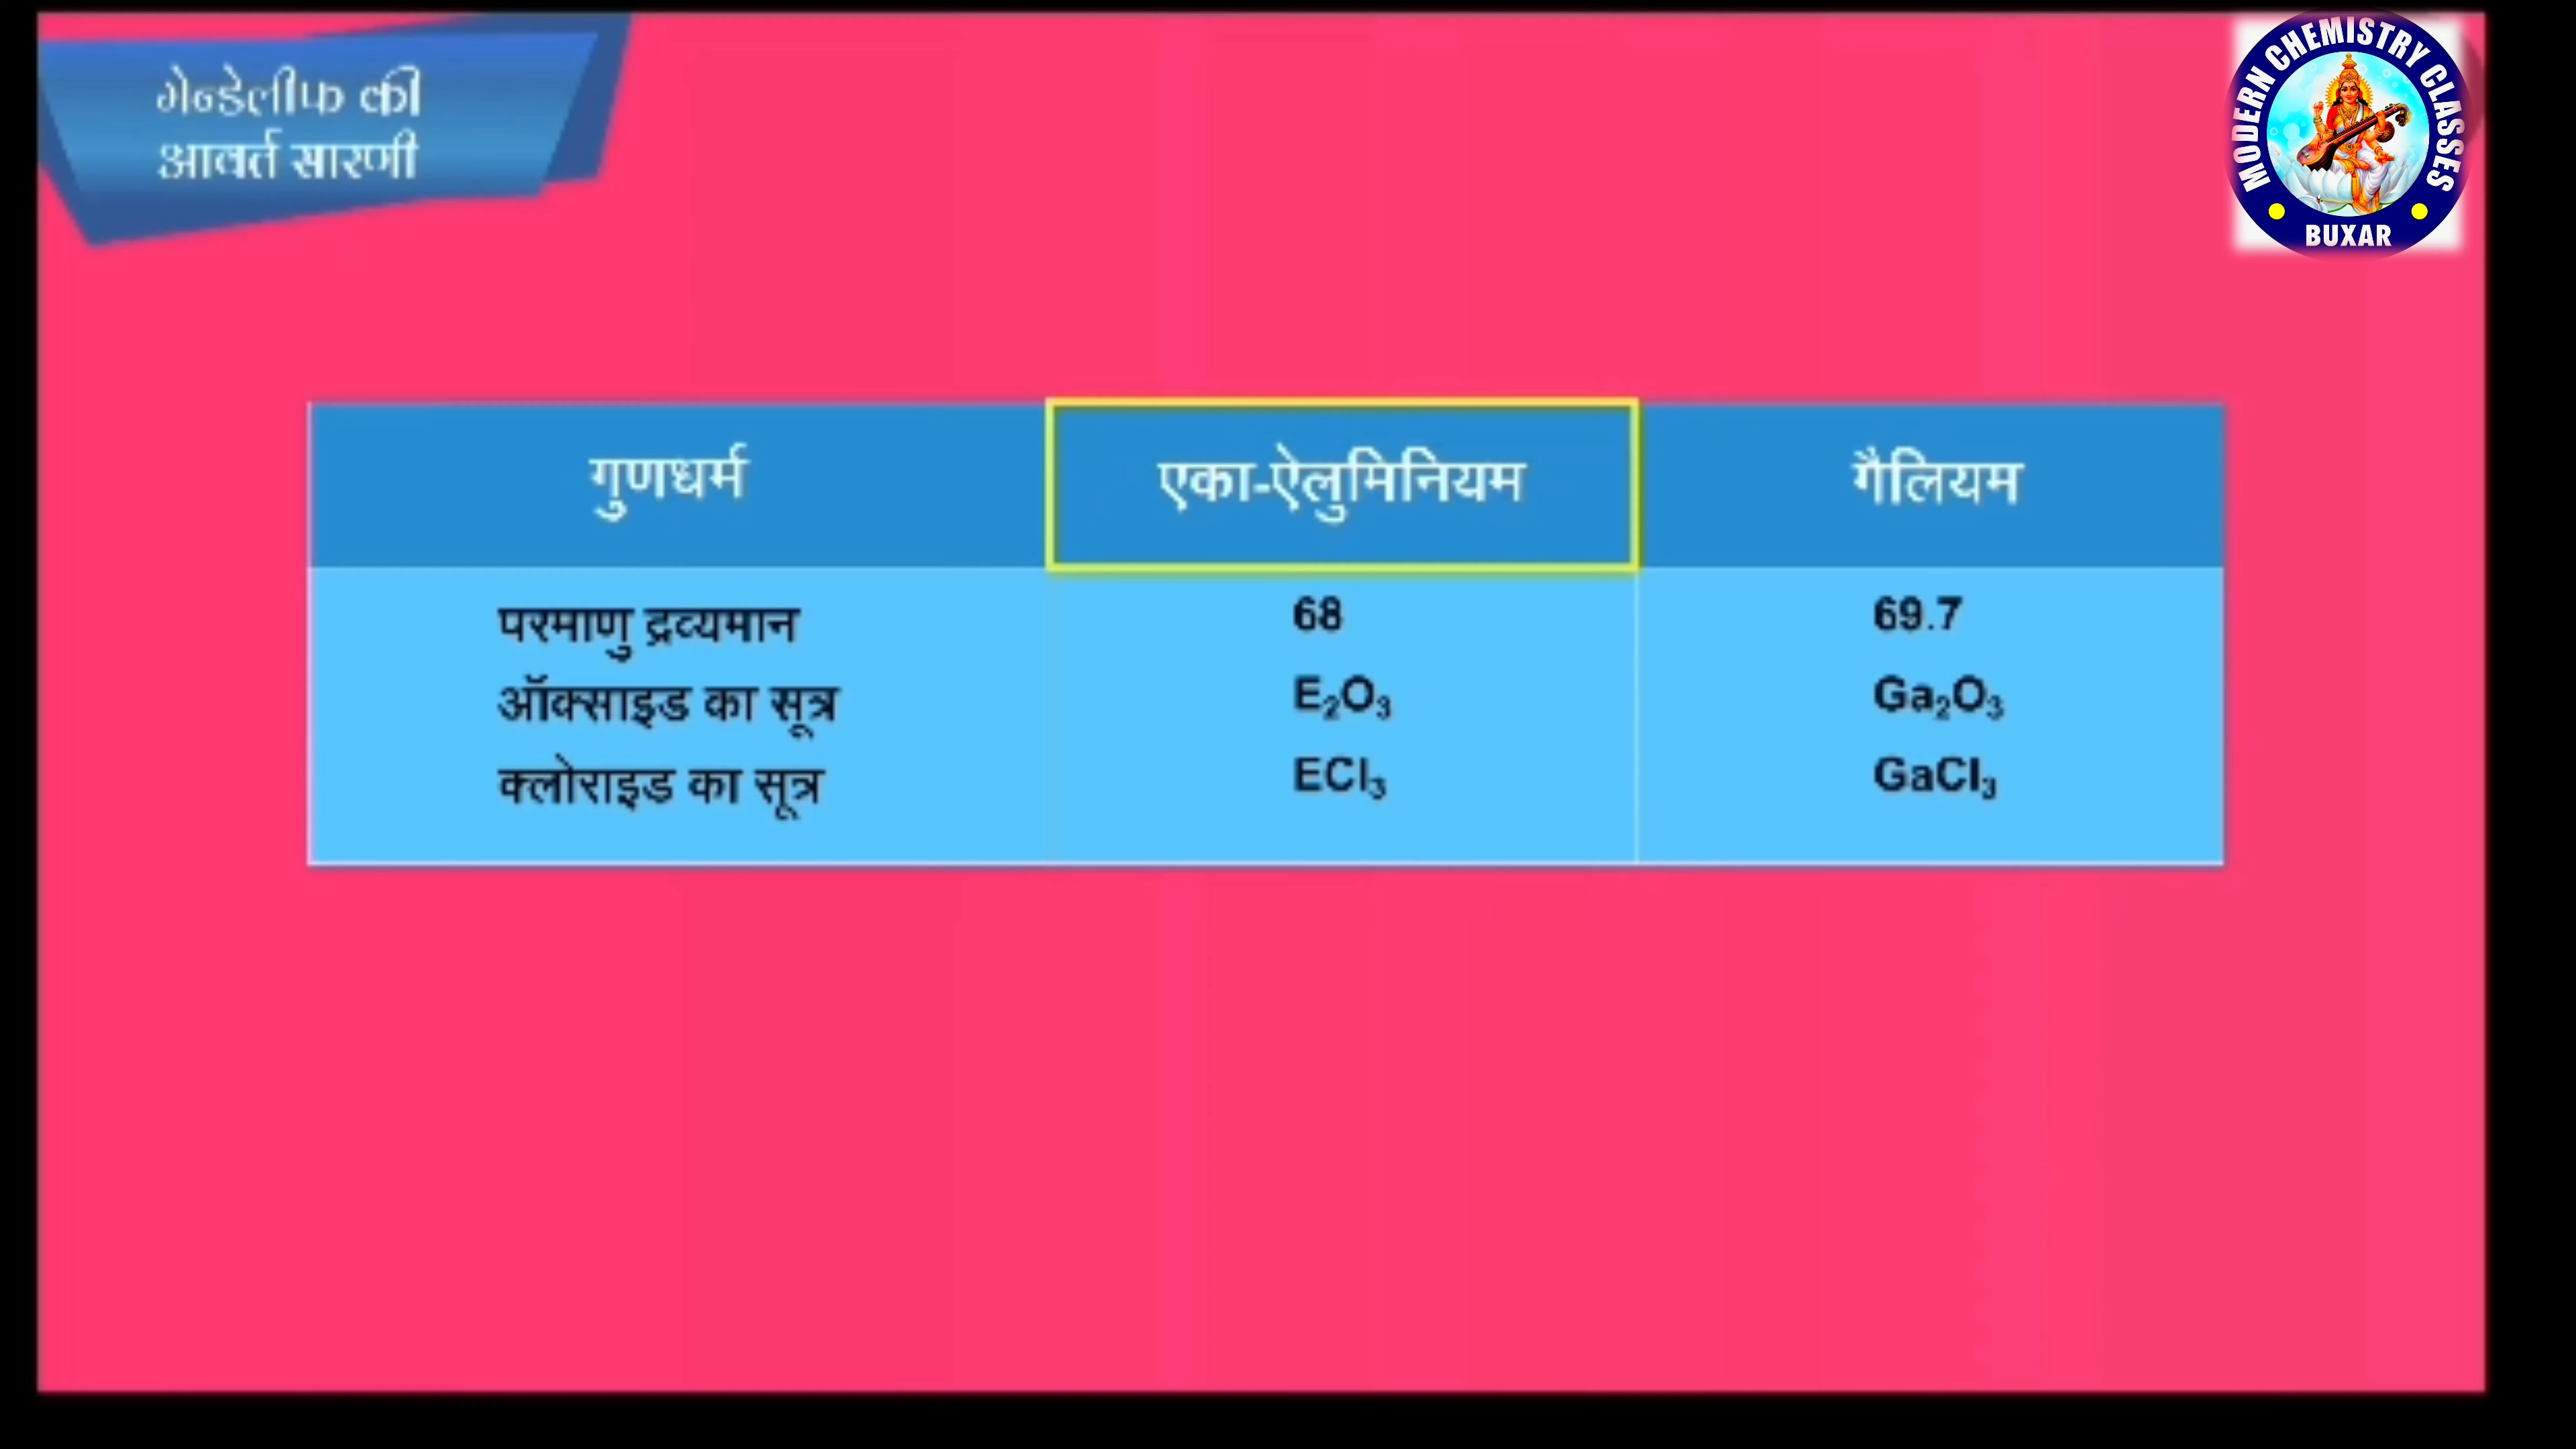 मेन्डेलीफ की
आवर्त सारणी
MODERN CHEMISTRY CLASSES
BUXAR
गुणधर्म एका-ऐलुमिनियम गैलियम
परमाणु द्रव्यमान 68 69.7
ऑक्साइड का सूत्र E₂O₃ Ga₂O₃
क्लोराइड का सूत्र ECl₃ GaCl₃